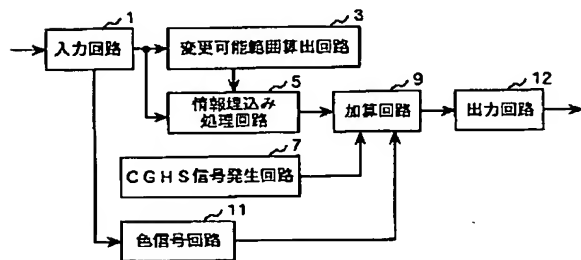 1
入力回路
3
変更可能範囲算出回路
5
情報埋込み
処理回路
9
加算回路
12
出力回路
7
CGHS信号発生回路
11
色信号回路